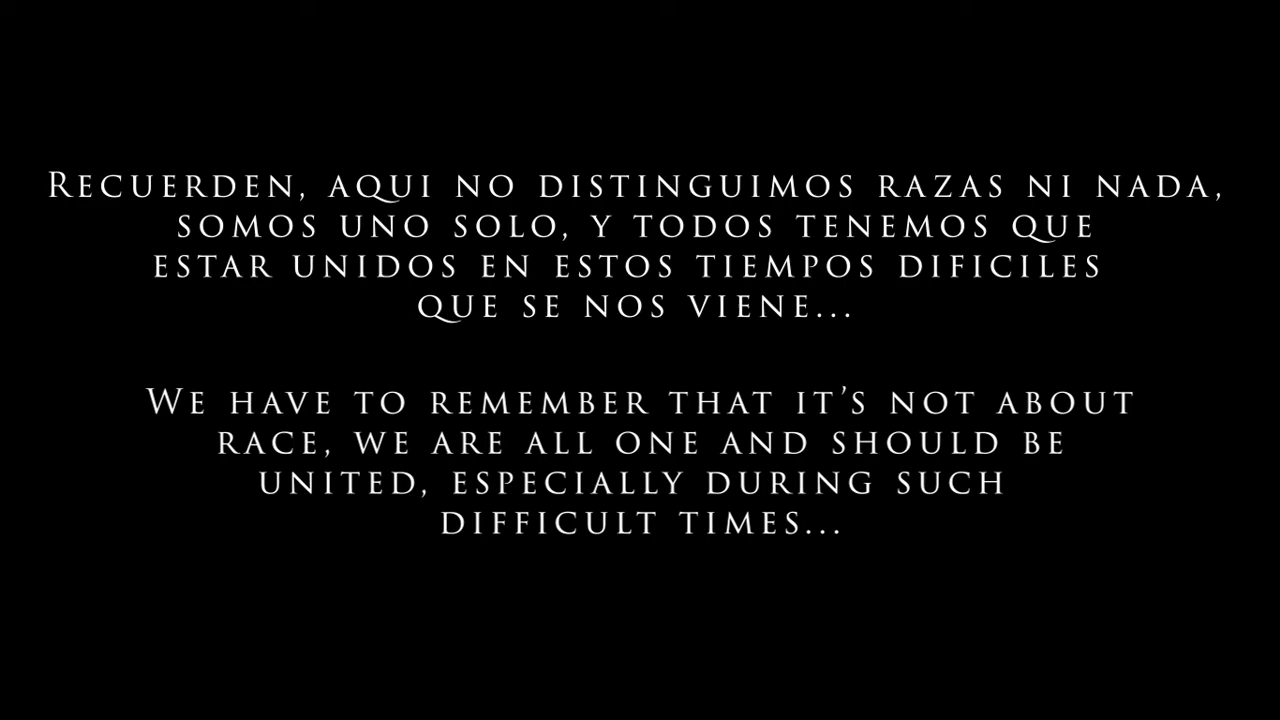 Recuerden, aqui no distinguimos razas ni nada,
somos uno solo, y todos tenemos que
estar unidos en estos tiempos dificiles
que se nos viene...
We have to remember that it's not about
race, we are all one and should be
united, especially during such
difficult times...